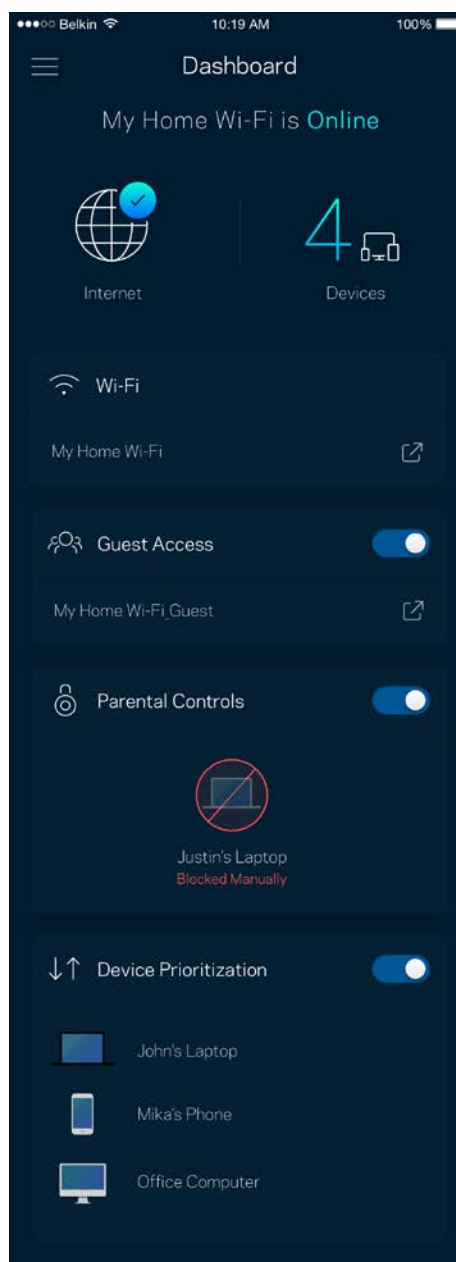 Belkin 10:19 AM 100%
Dashboard
My Home Wi-Fi is Online
4
Internet Devices
Wi-Fi
My Home Wi-Fi
Guest Access
My Home Wi-Fi_Guest
Parental Controls
Justin's Laptop
Blocked Manually
Device Prioritization
John's Laptop
Mika's Phone
Office Computer